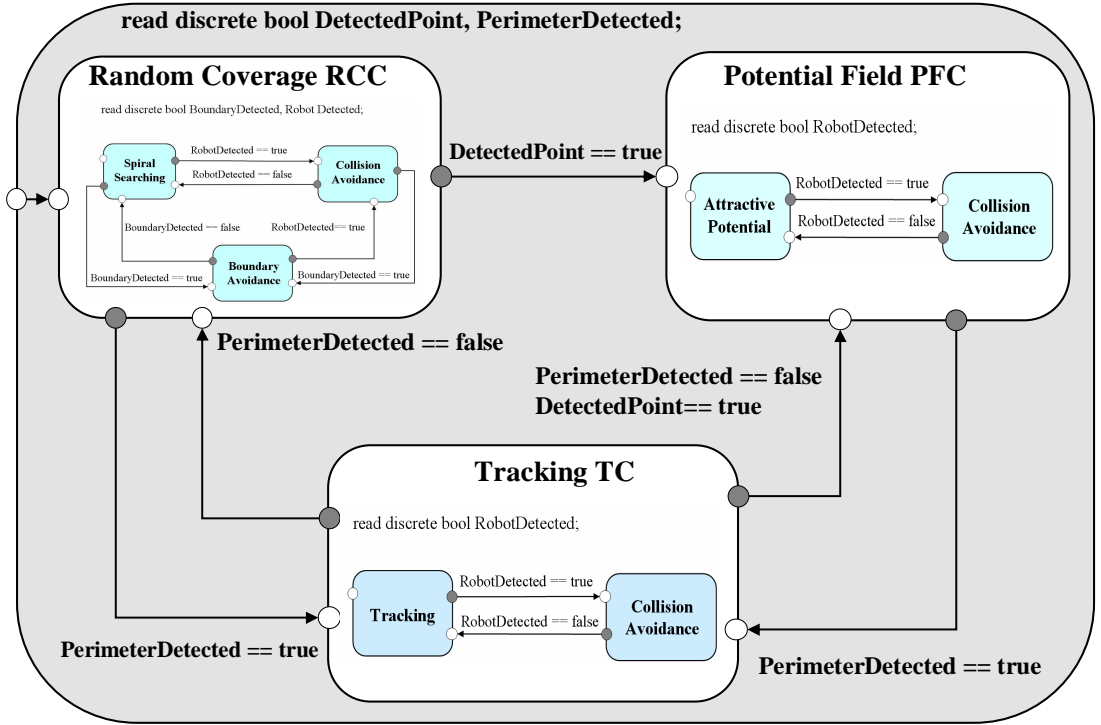 read discrete bool DetectedPoint, PerimeterDetected;
Random Coverage RCC
read discrete bool BoundaryDetected, Robot Detected;
Spiral
Searching
RobotDetected == true
RobotDetected == false
Collision
Avoidance
BoundaryDetected == false
RobotDetected== true
Boundary
Avoidance
BoundaryDetected == true
BoundaryDetected == true
DetectedPoint == true
Potential Field PFC
read discrete bool RobotDetected;
Attractive
Potential
RobotDetected == true
RobotDetected == false
Collision
Avoidance
PerimeterDetected == false
PerimeterDetected == false
DetectedPoint== true
Tracking TC
read discrete bool RobotDetected;
Tracking
RobotDetected == true
RobotDetected == false
Collision
Avoidance
PerimeterDetected == true
PerimeterDetected == true